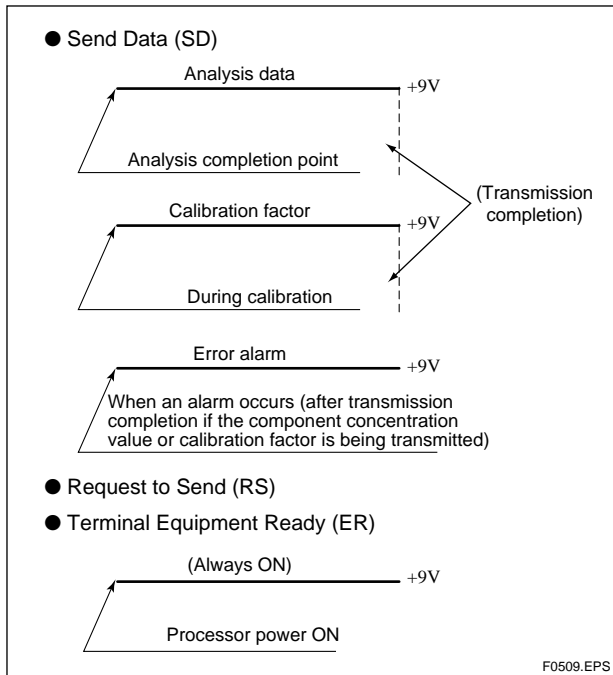 ● Send Data (SD)
Analysis data
+9V
Analysis completion point
(Transmission
completion)
Calibration factor
+9V
During calibration
Error alarm
+9V
When an alarm occurs (after transmission
completion if the component concentration
value or calibration factor is being transmitted)
● Request to Send (RS)
● Terminal Equipment Ready (ER)
(Always ON)
+9V
Processor power ON
F0509.EPS